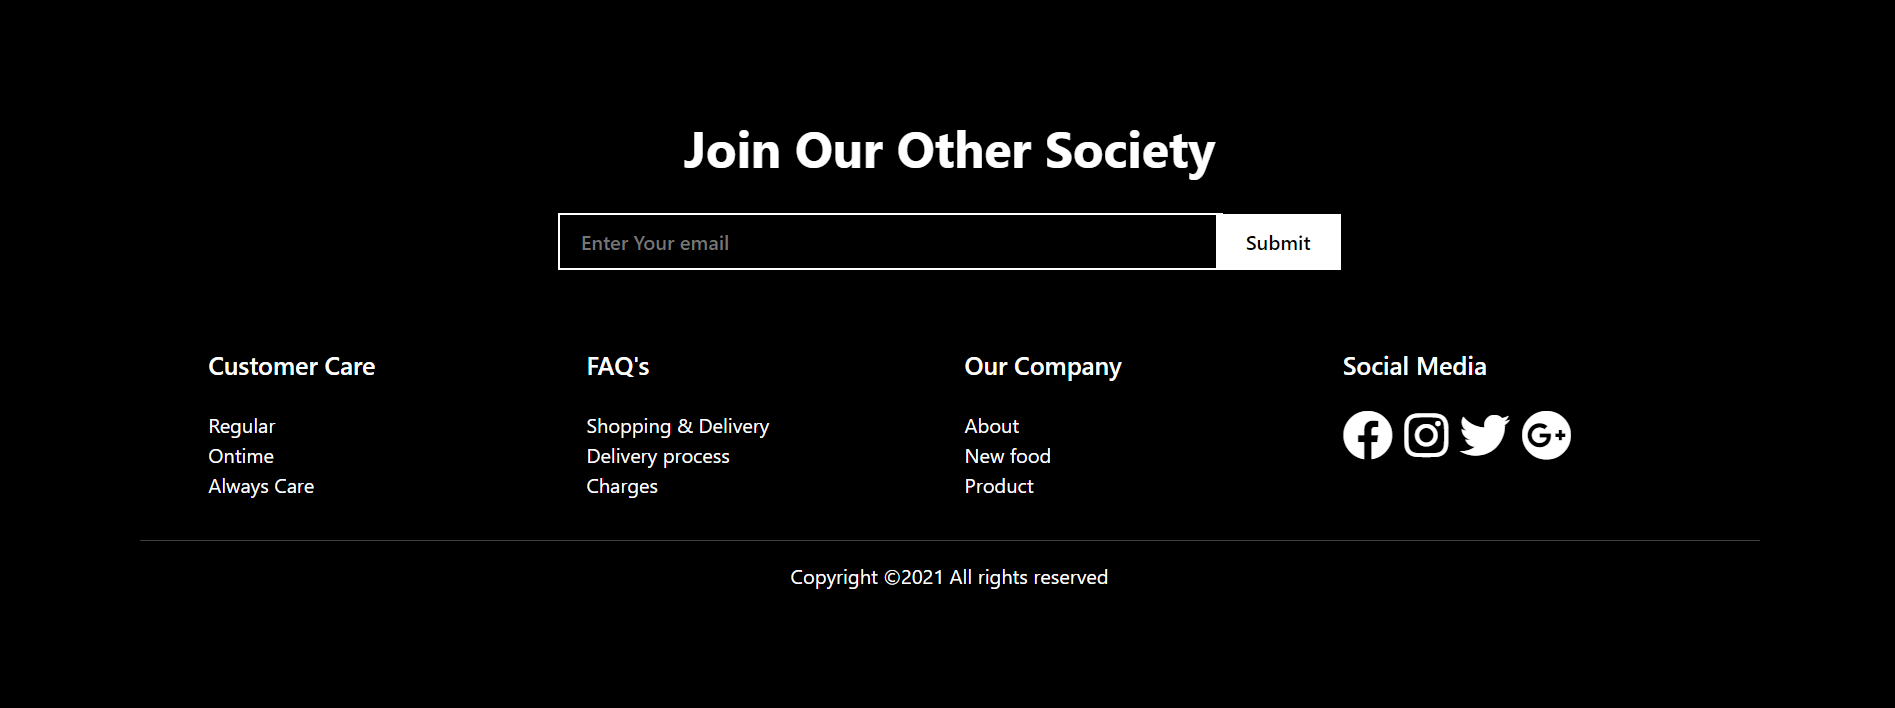 Join Our Other Society
Enter Your email
Submit
Customer Care
Regular
Ontime
Always Care
FAQ's
Shopping & Delivery
Delivery process
Charges
Our Company
About
New food
Product
Social Media
Copyright ©2021 All rights reserved